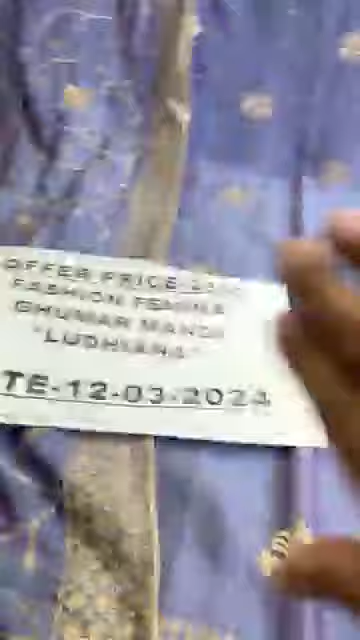 OFFER PRICE
FASHION FEMINA
GHUMAR MANDI
"LUDHIANA"
TE-12-03-2024